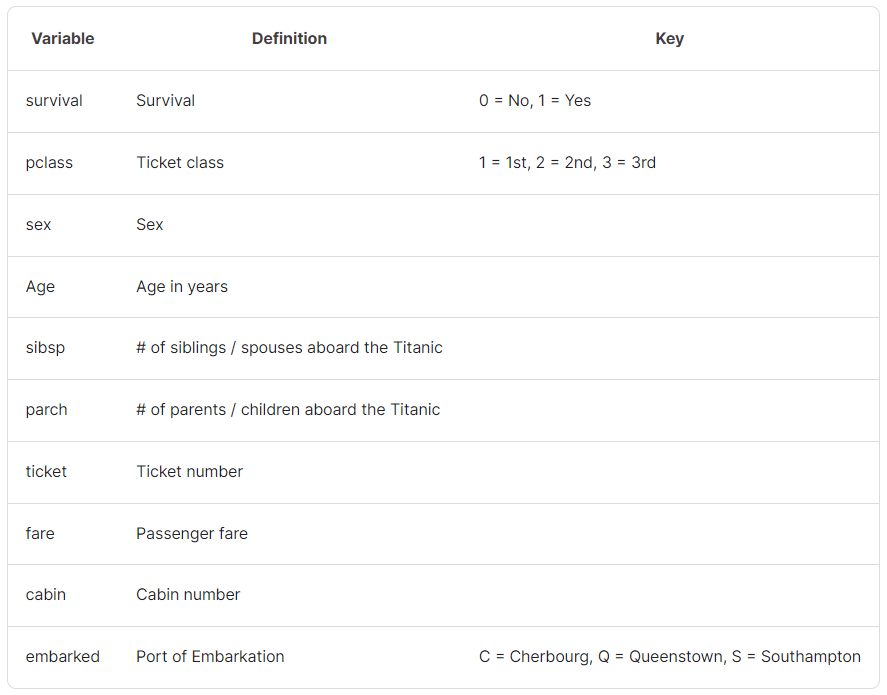 Variable Definition Key
survival Survival 0 = No, 1 = Yes
pclass Ticket class 1 = 1st, 2 = 2nd, 3 = 3rd
sex Sex
Age Age in years
sibsp # of siblings / spouses aboard the Titanic
parch # of parents / children aboard the Titanic
ticket Ticket number
fare Passenger fare
cabin Cabin number
embarked Port of Embarkation C = Cherbourg, Q = Queenstown, S = Southampton